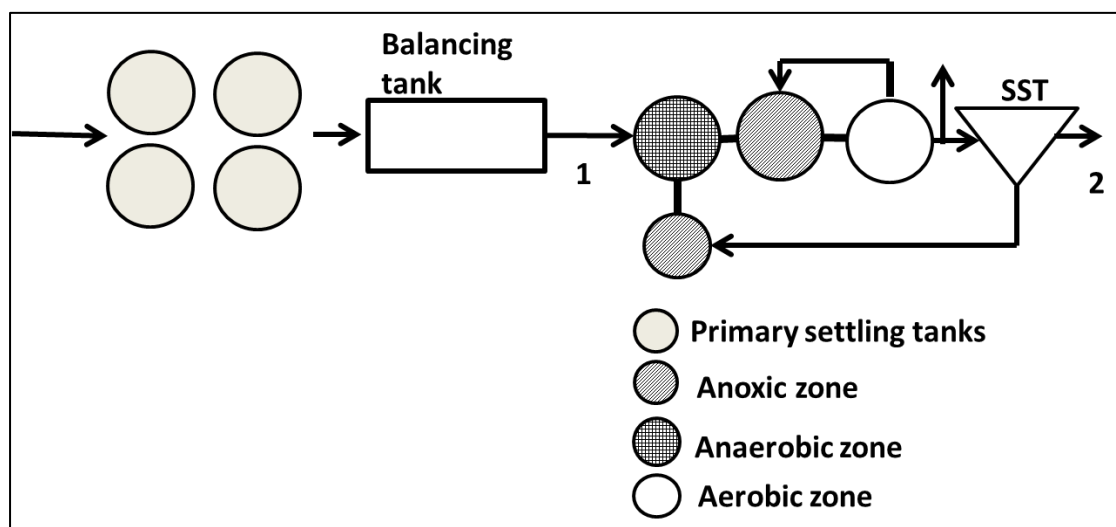 Balancing
tank
SST
1
2
Primary settling tanks
Anoxic zone
Anaerobic zone
Aerobic zone